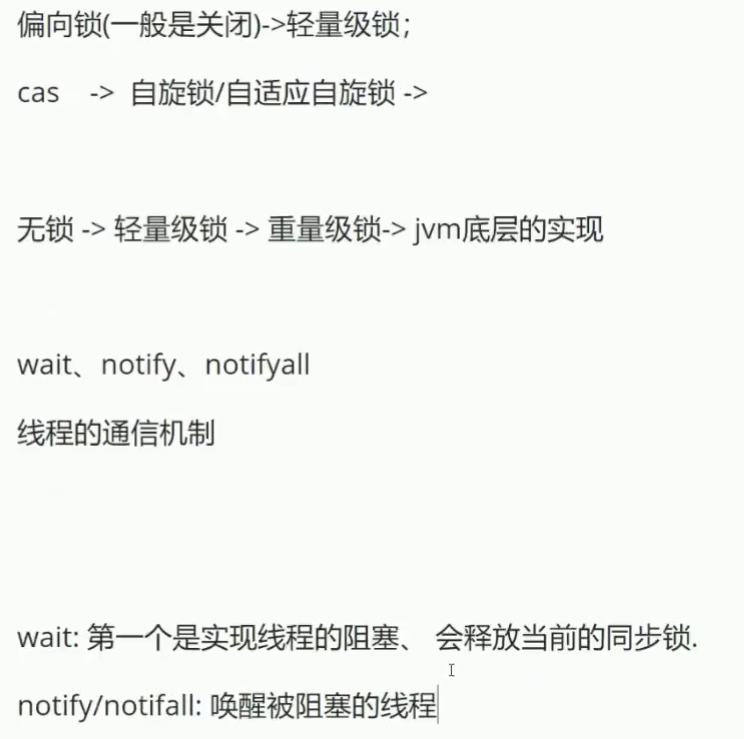 偏向锁(一般是关闭)->轻量级锁；
cas -> 自旋锁/自适应自旋锁 ->
无锁 -> 轻量级锁 -> 重量级锁-> jvm底层的实现
wait、notify、notifyall
线程的通信机制
wait: 第一个是实现线程的阻塞、 会释放当前的同步锁.
notify/notifall: 唤醒被阻塞的线程